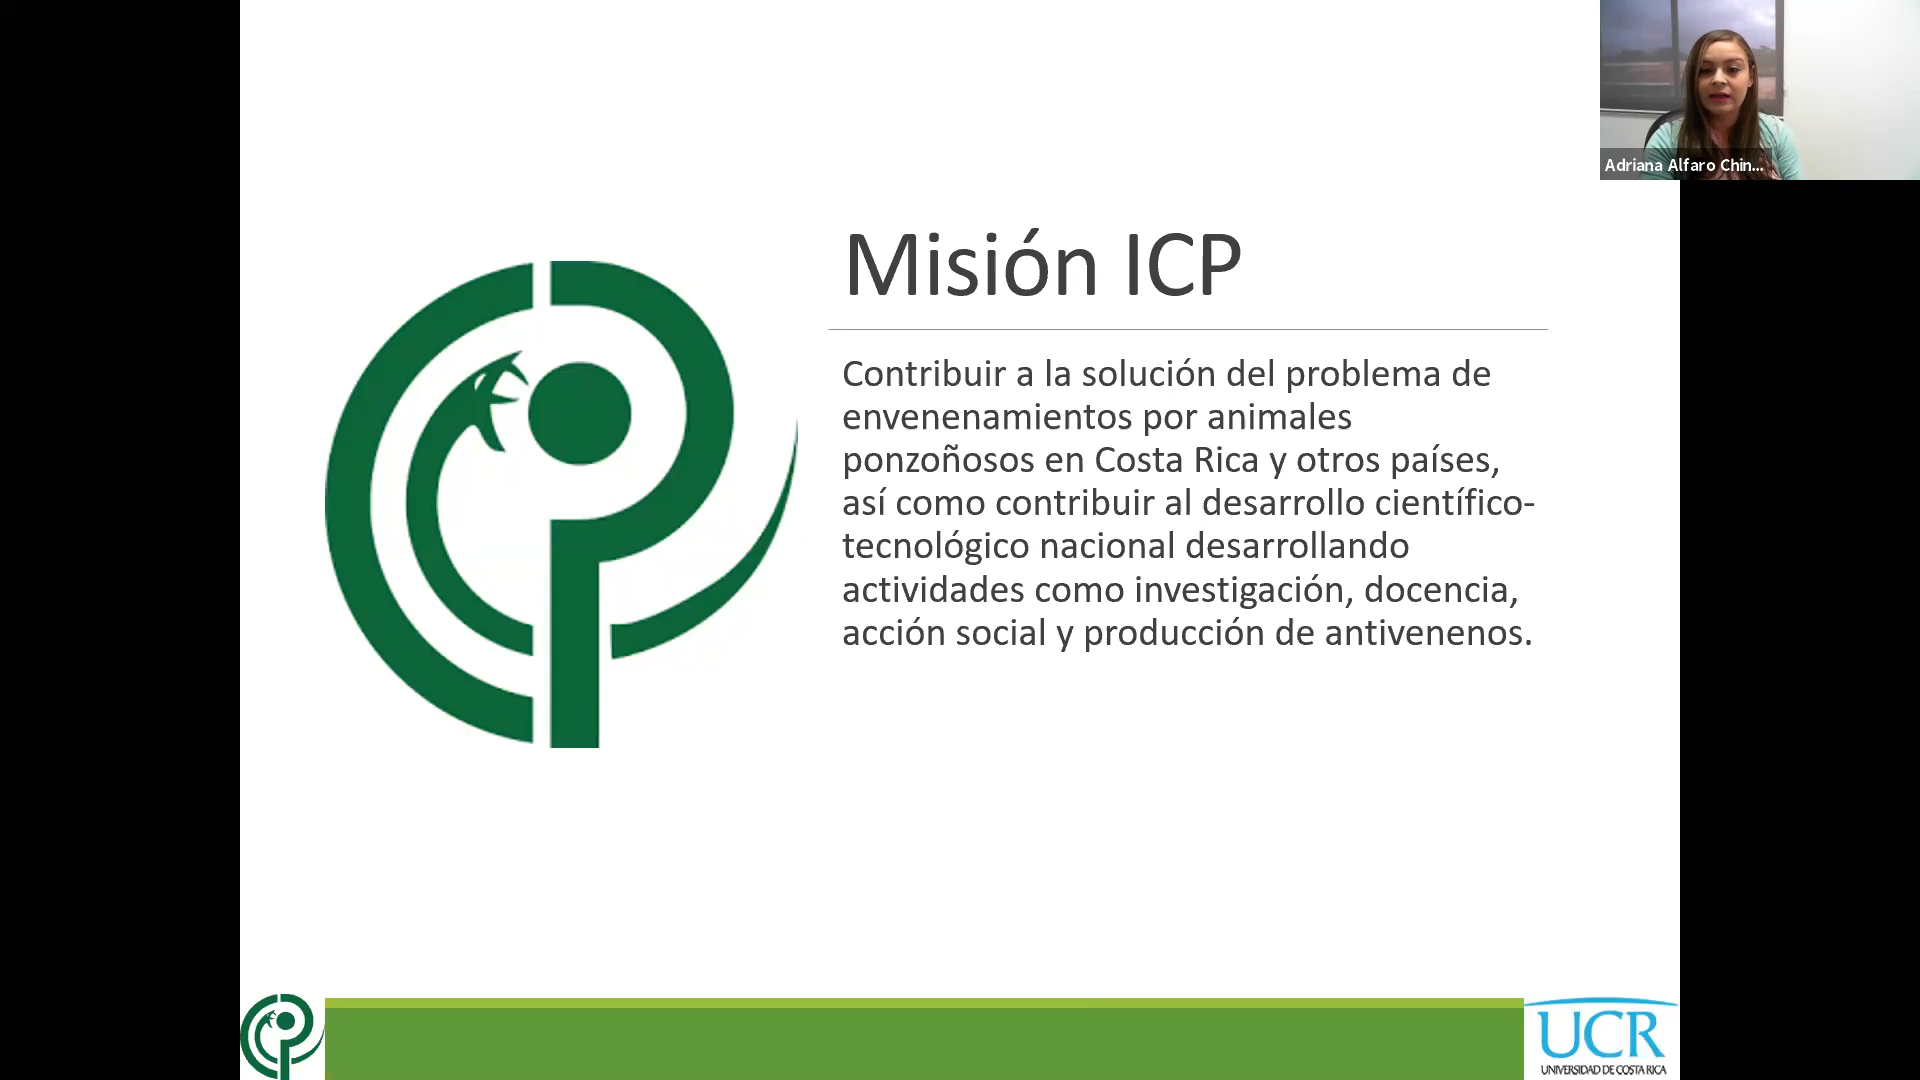 Adriana Alfaro Chin...
Misión ICP
Contribuir a la solución del problema de
envenenamientos por animales
ponzoñosos en Costa Rica y otros países,
así como contribuir al desarrollo científico-
tecnológico nacional desarrollando
actividades como investigación, docencia,
acción social y producción de antivenenos.
UCR
UNIVERSIDAD DE COSTA RICA